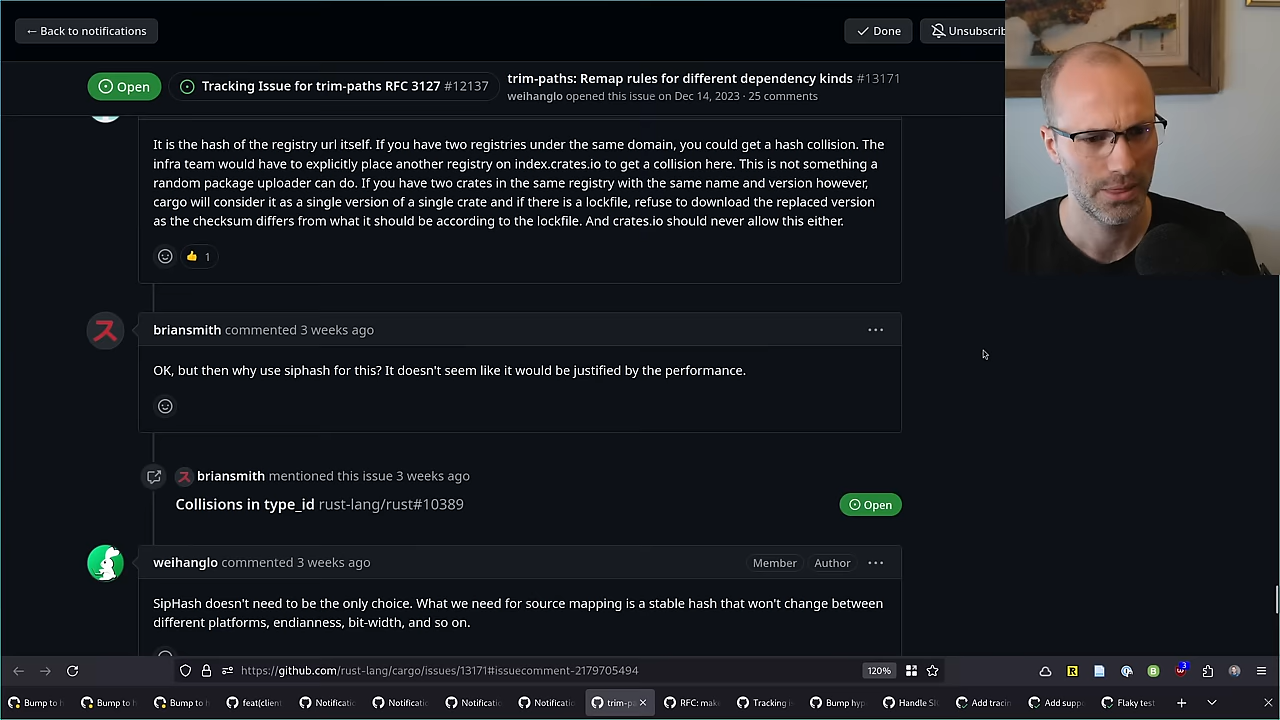 ← Back to notifications
Done
Unsubscrib
Open
Tracking Issue for trim-paths RFC 3127 #12137
trim-paths: Remap rules for different dependency kinds #13171
weihanglo opened this issue on Dec 14, 2023 · 25 comments
It is the hash of the registry url itself. If you have two registries under the same domain, you could get a hash collision. The
infra team would have to explicitly place another registry on index.crates.io to get a collision here. This is not something a
random package uploader can do. If you have two crates in the same registry with the same name and version however,
cargo will consider it as a single version of a single crate and if there is a lockfile, refuse to download the replaced version
as the checksum differs from what it should be according to the lockfile. And crates.io should never allow this either.
👍 1
briansmith commented 3 weeks ago
OK, but then why use siphash for this? It doesn't seem like it would be justified by the performance.
briansmith mentioned this issue 3 weeks ago
Collisions in type_id rust-lang/rust#10389
Open
weihanglo commented 3 weeks ago
Member
Author
SipHash doesn't need to be the only choice. What we need for source mapping is a stable hash that won't change between
different platforms, endianness, bit-width, and so on.
https://github.com/rust-lang/cargo/issues/13171#issuecomment-2179705494
120%
3
Bump to
Bump to
Bump to
feat(client
Notificati
Notificati
Notificati
Notificati
trim-p
RFC: mak
Tracking
Bump hyp
Handle SI
Add tracin
Add supp
Flaky test